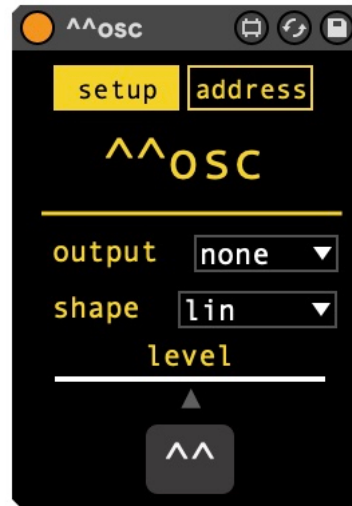 ^^osc
setup address
^^osc
output none
shape lin
level
^^